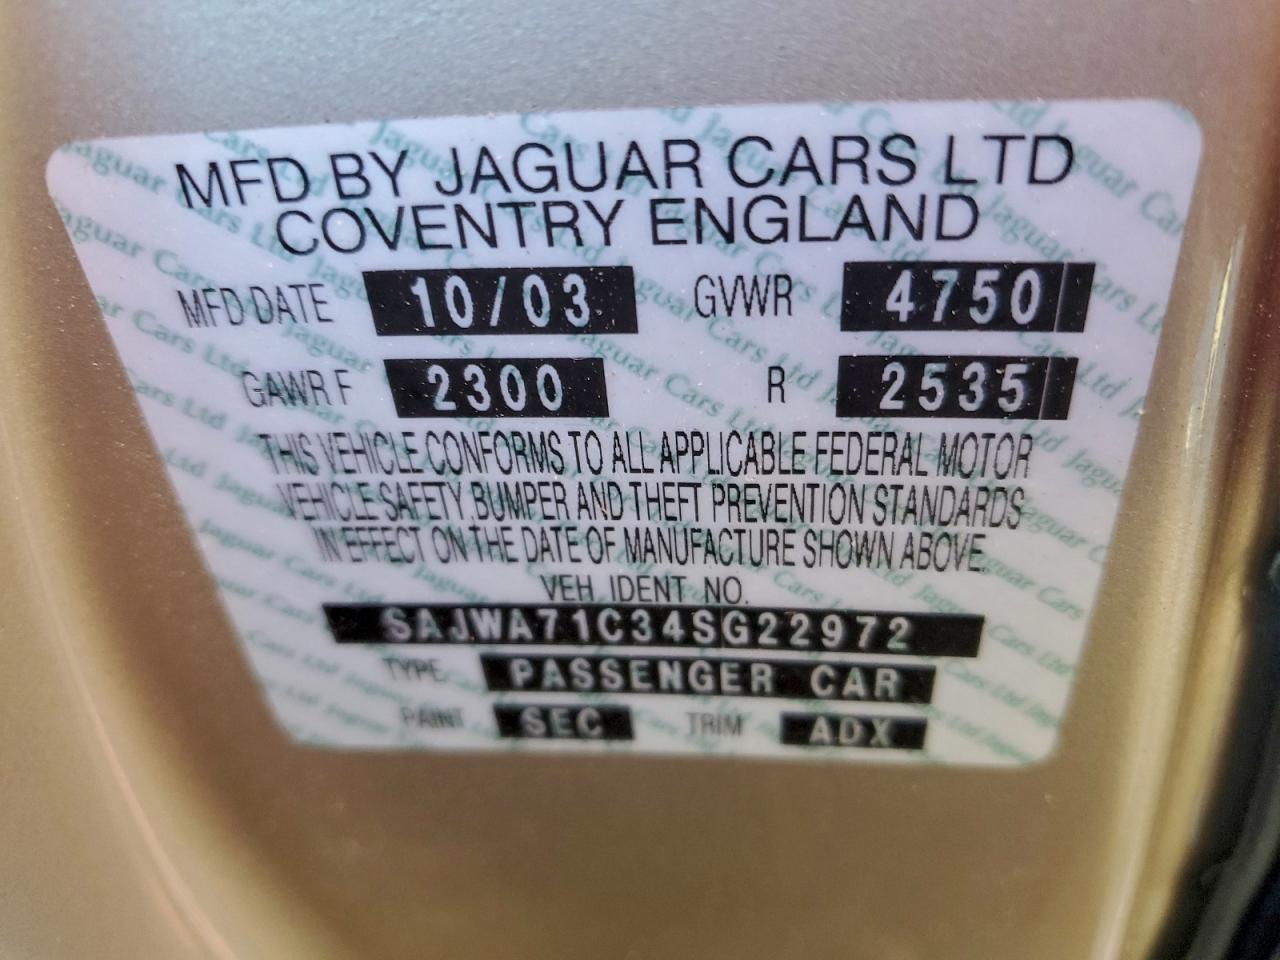 MFD BY JAGUAR CARS LTD
COVENTRY ENGLAND
MFD DATE 10/03 GVWR 4750
GAWR F 2300 R 2535
THIS VEHICLE CONFORMS TO ALL APPLICABLE FEDERAL MOTOR
VEHICLE SAFETY BUMPER AND THEFT PREVENTION STANDARDS
IN EFFECT ON THE DATE OF MANUFACTURE SHOWN ABOVE.
VEH. IDENT. NO.
SAJWA71C34SG22972
TYPE PASSENGER CAR
PAINT SEC TRIM ADX